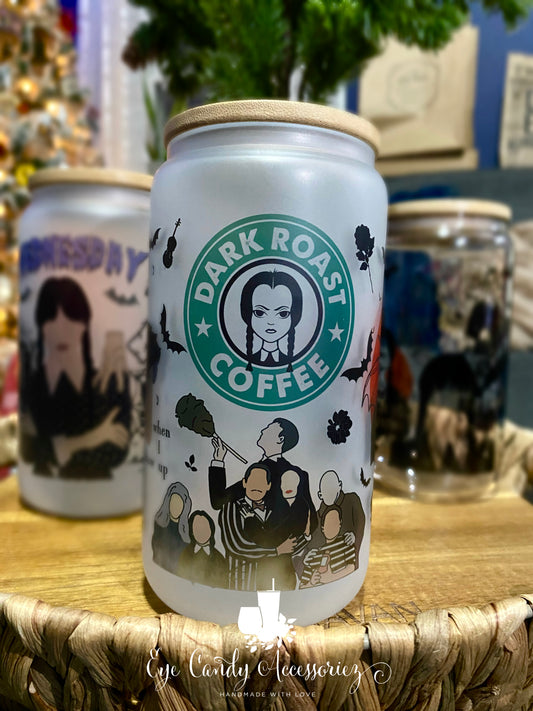 DARK ROAST
COFFEE
WEDNESDAY
when
I
up
Eye Candy Accessoriez
HANDMADE WITH LOVE